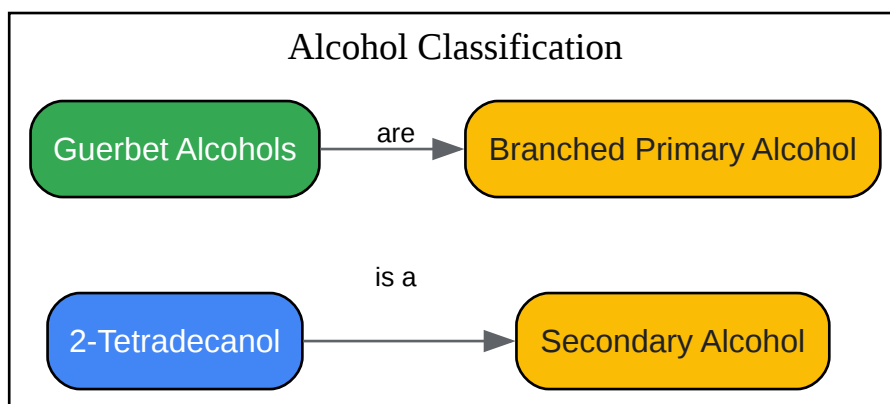 Alcohol Classification
Guerbet Alcohols
are
Branched Primary Alcohol
2-Tetradecanol
is a
Secondary Alcohol